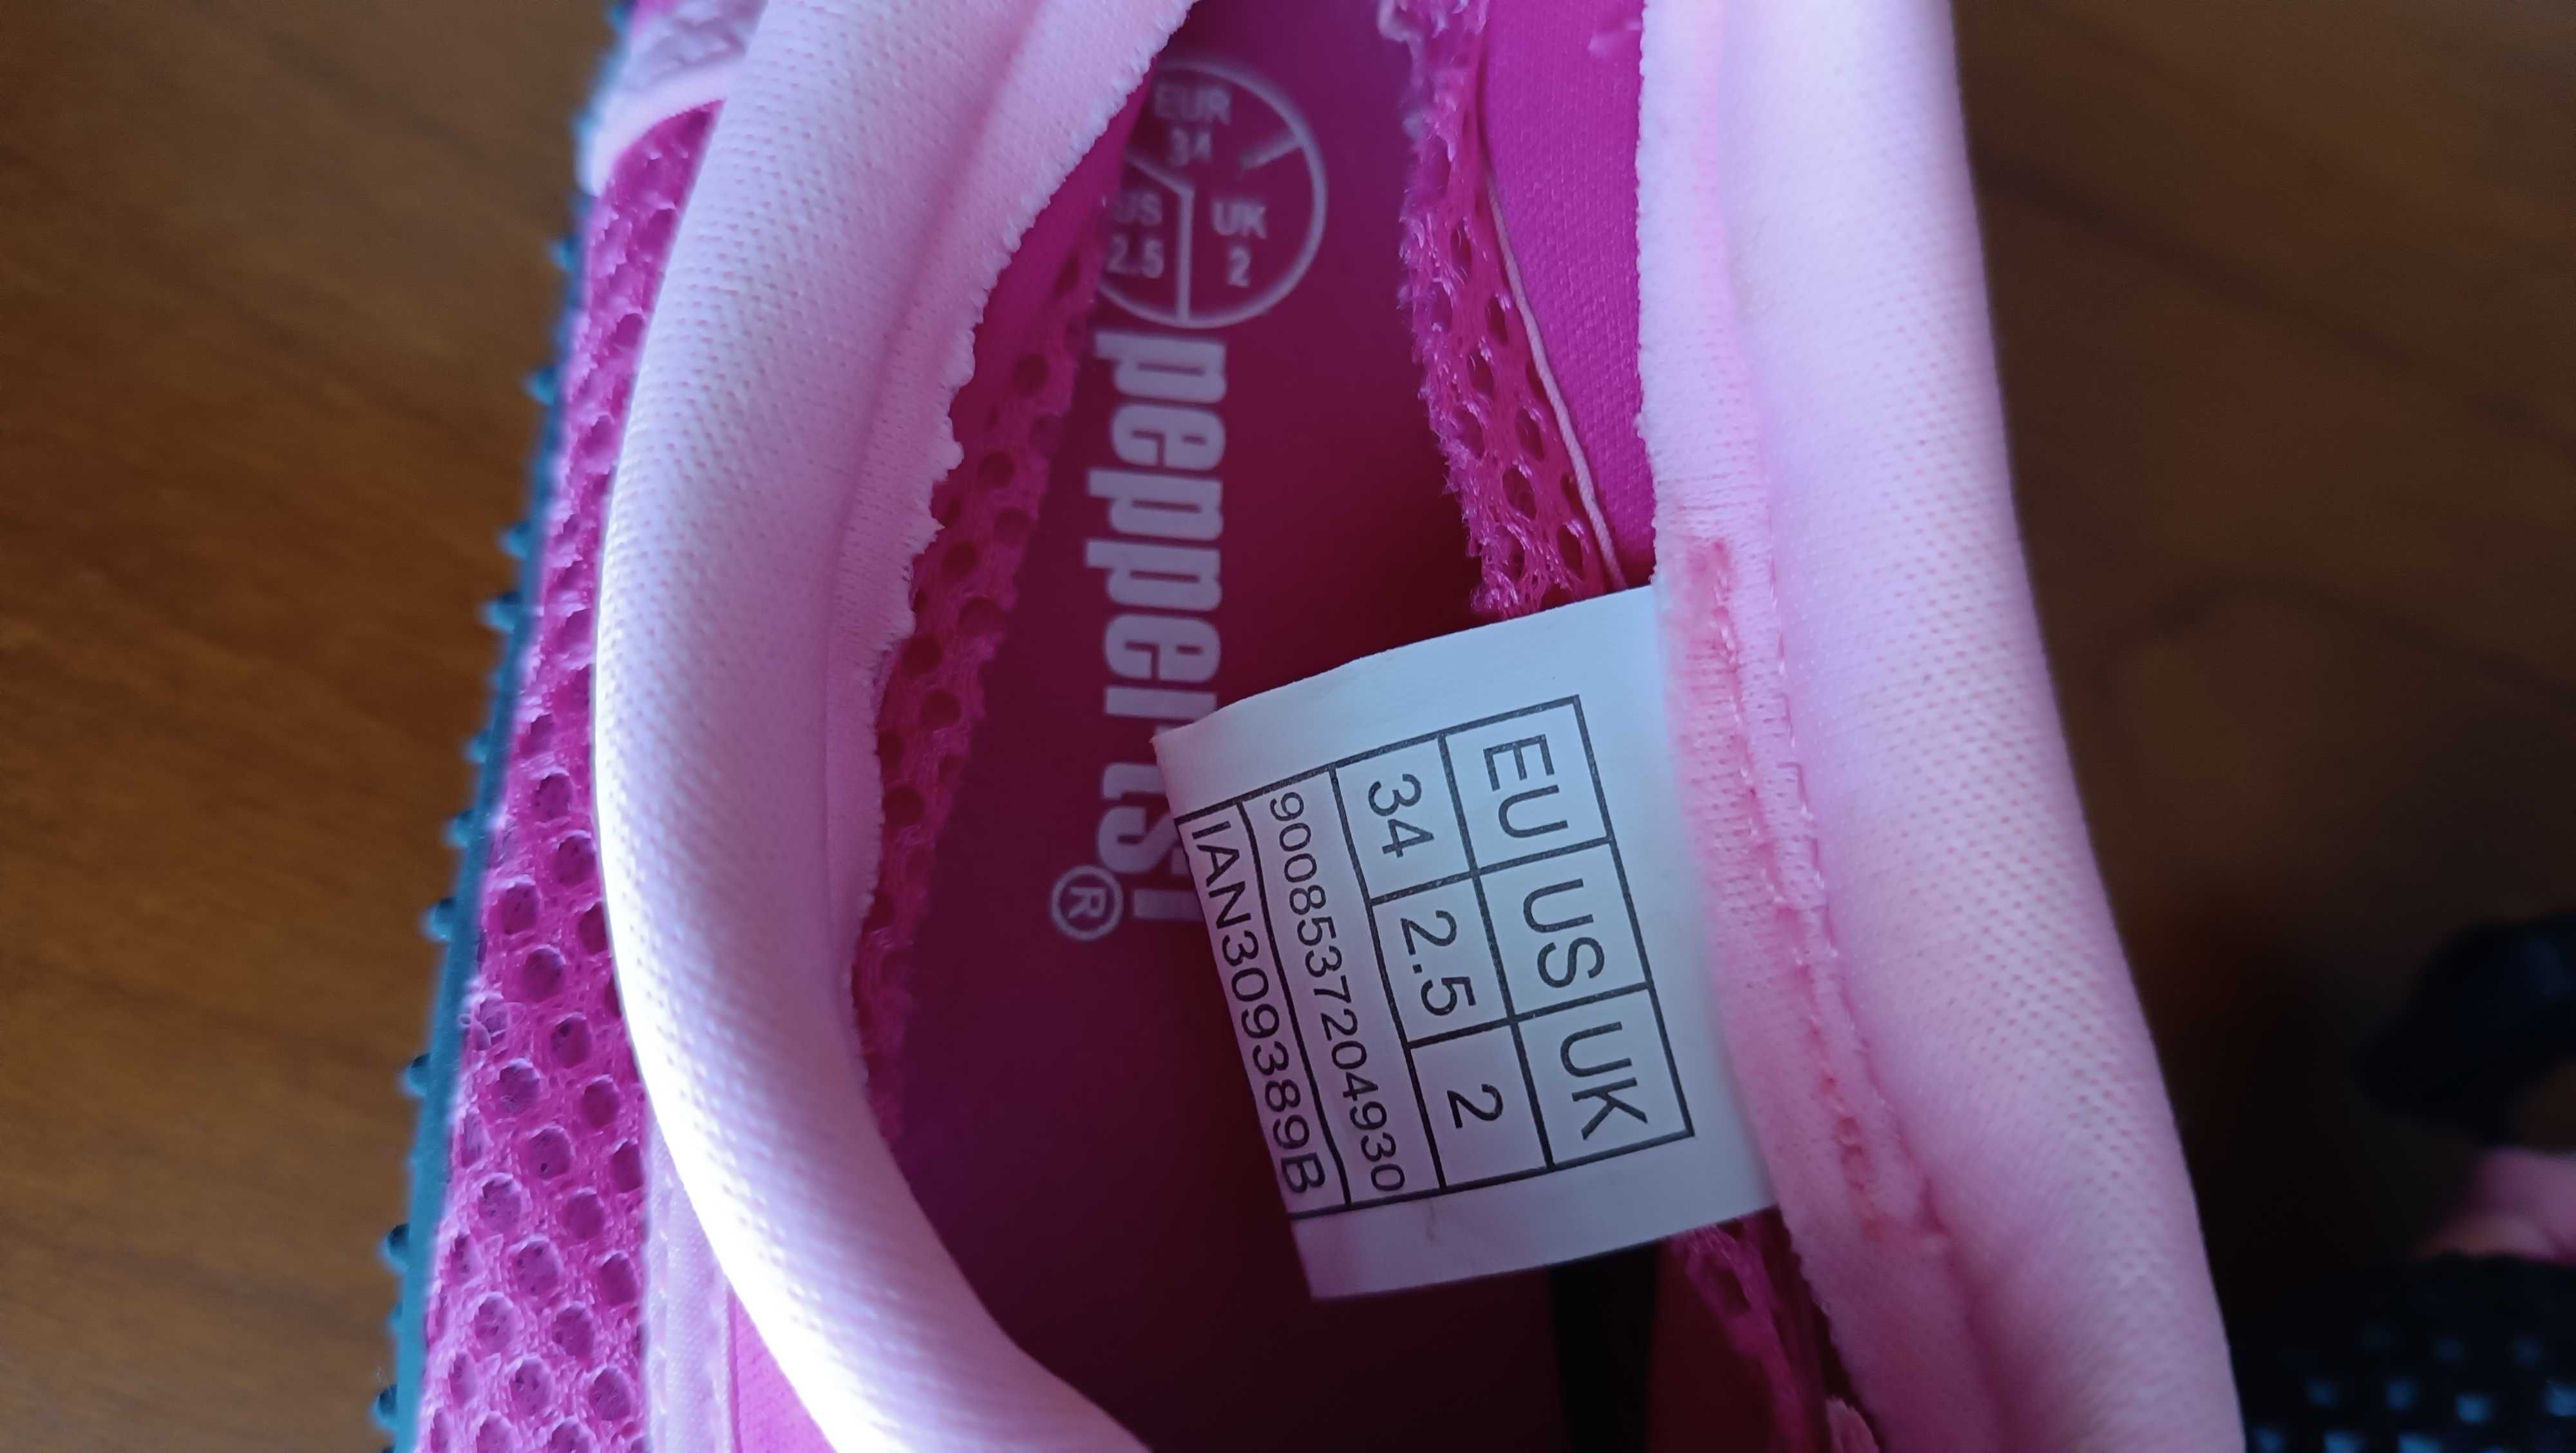 EUR
34
US
2.5
UK
2
pepperts!®
EU US UK
34 2.5 2
9008537204930
IAN309389B